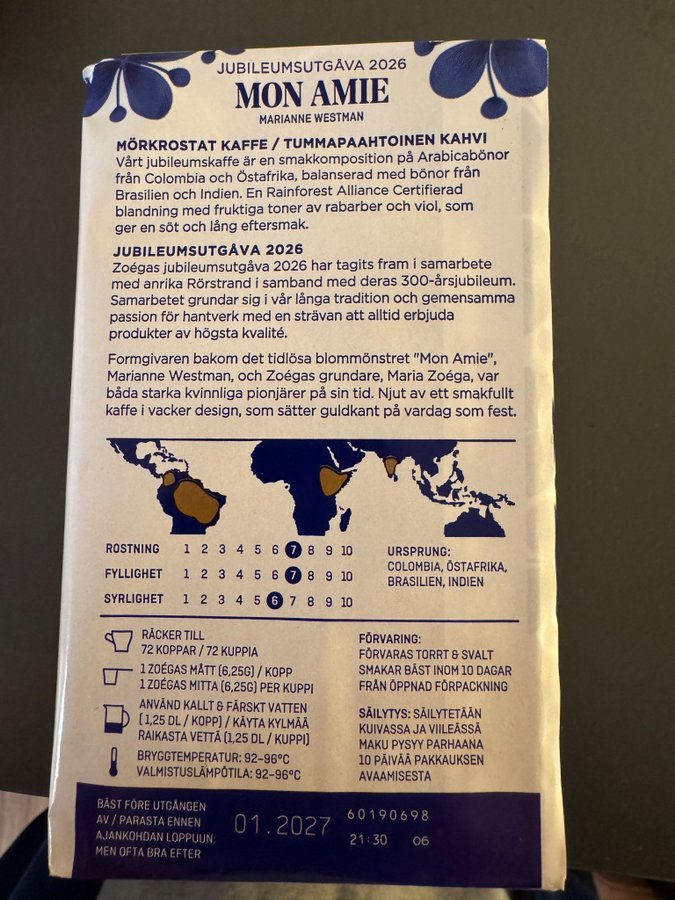 JUBILEUMSUTGÅVA 2026
MON AMIE
MARIANNE WESTMAN
MÖRKROSTAT KAFFE / TUMMAPAAHTOINEN KAHVI
Vårt jubileumskaffe är en smakkomposition på Arabicabönor
från Colombia och Östafrika, balanserad med bönor från
Brasilien och Indien. En Rainforest Alliance Certifierad
blandning med fruktiga toner av rabarber och viol, som
ger en söt och lång eftersmak.
JUBILEUMSUTGÅVA 2026
Zoégas jubileumsutgåva 2026 har tagits fram i samarbete
med anrika Rörstrand i samband med deras 300-årsjubileum.
Samarbetet grundar sig i vår långa tradition och gemensamma
passion för hantverk med en strävan att alltid erbjuda
produkter av högsta kvalité.
Formgivaren bakom det tidlösa blommönstret "Mon Amie",
Marianne Westman, och Zoégas grundare, Maria Zoéga, var
båda starka kvinnliga pionjärer på sin tid. Njut av ett smakfullt
kaffe i vacker design, som sätter guldkant på vardag som fest.
ROSTNING 1 2 3 4 5 6 7 8 9 10
FYLLIGHET 1 2 3 4 5 6 7 8 9 10
SYRLIGHET 1 2 3 4 5 6 7 8 9 10
URSPRUNG:
COLOMBIA, ÖSTAFRIKA,
BRASILIEN, INDIEN
RÄCKER TILL
72 KOPPAR / 72 KUPPIA
1 ZOÉGAS MÅTT (6,25G) / KOPP
1 ZOÉGAS MITTA (6,25G) PER KUPPI
ANVÄND KALLT & FÄRSKT VATTEN
(1,25 DL / KOPP) / KÄYTÄ KYLMÄÄ
RAIKASTA VETTÄ (1,25 DL / KUPPI)
BRYGGTEMPERATUR: 92–96°C
VALMISTUSLÄMPÖTILA: 92–96°C
FÖRVARING:
FÖRVARAS TORRT & SVALT
SMAKAR BÄST INOM 10 DAGAR
FRÅN ÖPPNAD FÖRPACKNING
SÄILYTYS: SÄILYTETÄÄN
KUIVASSA JA VIILEÄSSÄ
MAKU PYSYY PARHAANA
10 PÄIVÄÄ PAKKAUKSEN
AVAAMISESTA
BÄST FÖRE UTGÅNGEN
AV / PARASTA ENNEN
AJANKOHDAN LOPPUUN:
MEN OFTA BRA EFTER
01.2027
60190698
21:30 06